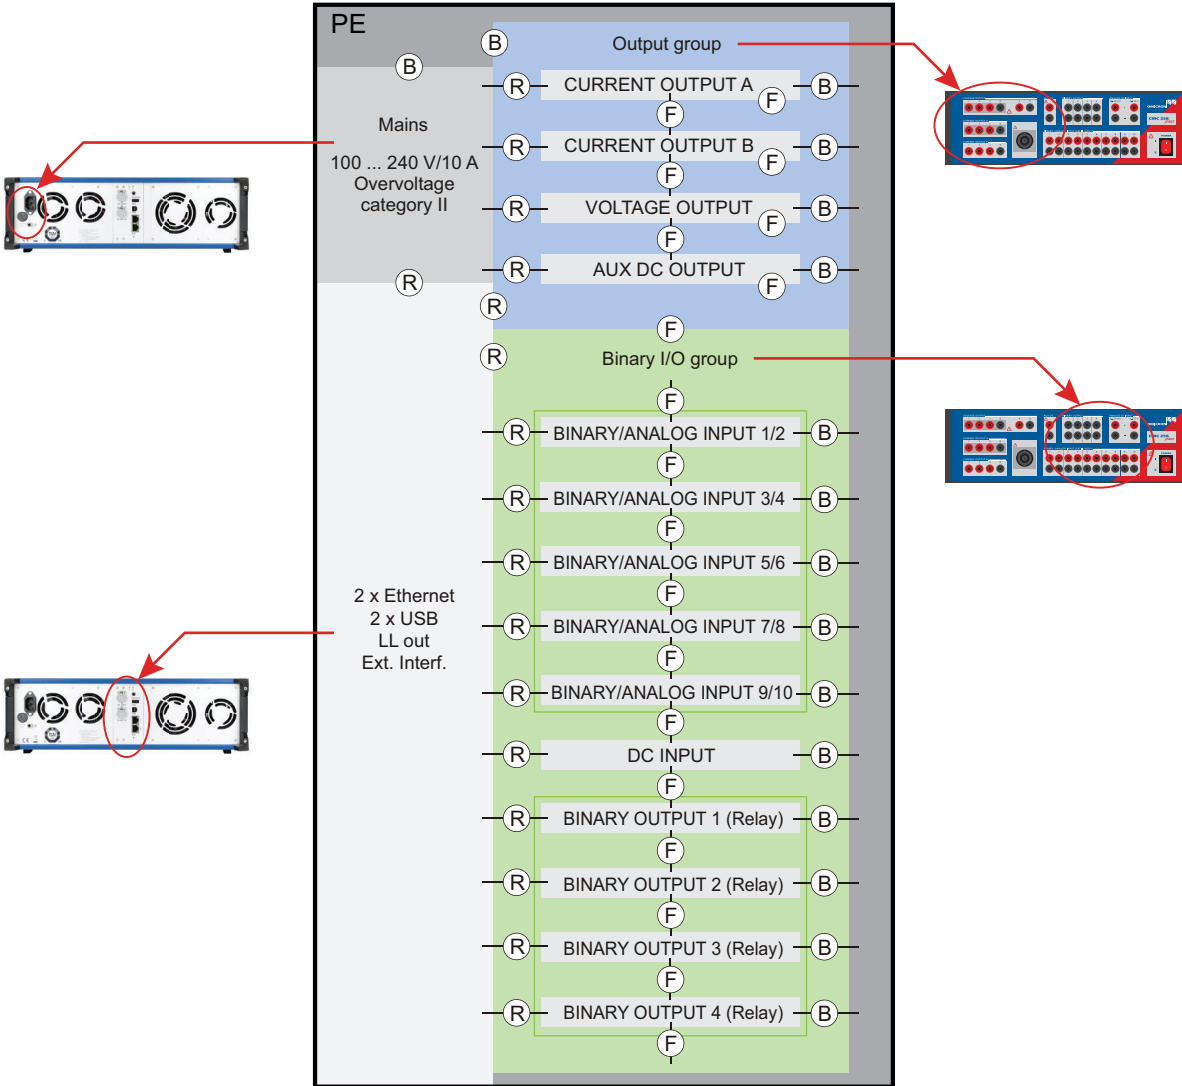 PE
B
Output group
B
R
CURRENT OUTPUT A
F
B
F
Mains
100 ... 240 V/10 A
Overvoltage
category II
R
CURRENT OUTPUT B
F
B
F
R
VOLTAGE OUTPUT
F
B
F
R
AUX DC OUTPUT
F
B
R
R
F
R
Binary I/O group
F
R
BINARY/ANALOG INPUT 1/2
B
F
R
BINARY/ANALOG INPUT 3/4
B
F
R
BINARY/ANALOG INPUT 5/6
B
F
2 x Ethernet
2 x USB
LL out
Ext. Interf.
R
BINARY/ANALOG INPUT 7/8
B
F
R
BINARY/ANALOG INPUT 9/10
B
F
R
DC INPUT
B
F
R
BINARY OUTPUT 1 (Relay)
B
F
R
BINARY OUTPUT 2 (Relay)
B
F
R
BINARY OUTPUT 3 (Relay)
B
F
R
BINARY OUTPUT 4 (Relay)
B
F